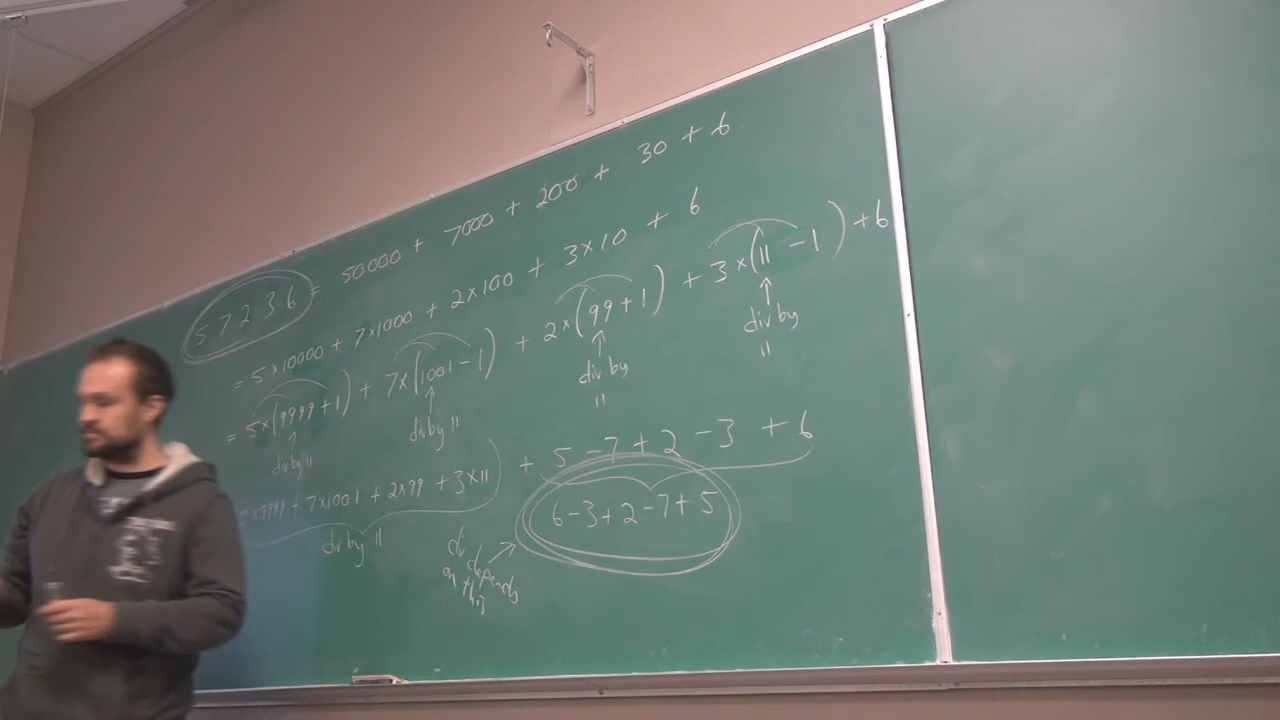 57236 = 50000 + 7000 + 200 + 30 + 6.
= 5×10000 + 7×1000 + 2×100 + 3×10 + 6
= 5×(9999+1) + 7×(1001-1) + 2×(99+1) + 3×(11-1) + 6
div by 11 div by 11 div by 11 div by 11
×9999 + 7×1001 + 2×99 + 3×11 + 5-7+2-3+6
div by 11
6-3+2-7+5
div depends
on this